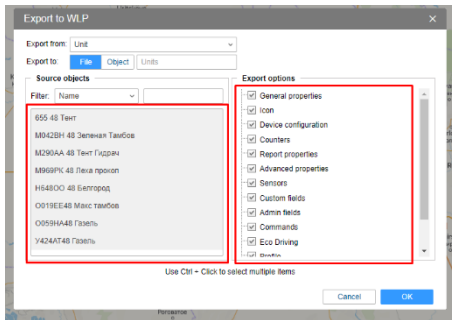 Export to WLP
Export from: Unit
Export to: File Object Units
Source objects
Filter: Name
655 48 Тент
М042ВН 48 Зеленая Тамбов
М290АА 48 Тент Гидрач
М969РК 48 Леха прокоп
Н648ОО 48 Белгород
О019ЕЕ48 Макс тамбов
О059НА48 Газель
У424АТ48 Газель
Export options
General properties
Icon
Device configuration
Counters
Report properties
Advanced properties
Sensors
Custom fields
Admin fields
Commands
Eco Driving
Profile
Use Ctrl + Click to select multiple items
Cancel OK